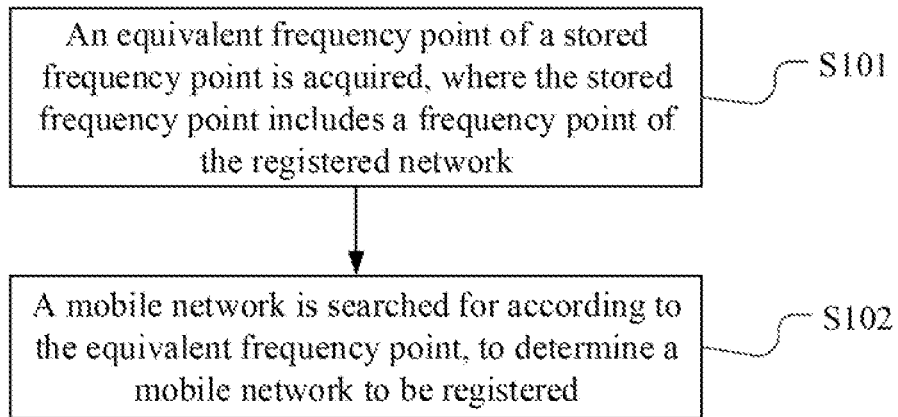 An equivalent frequency point of a stored
frequency point is acquired, where the stored
frequency point includes a frequency point of
the registered network
S101
A mobile network is searched for according to
the equivalent frequency point, to determine a
mobile network to be registered
S102